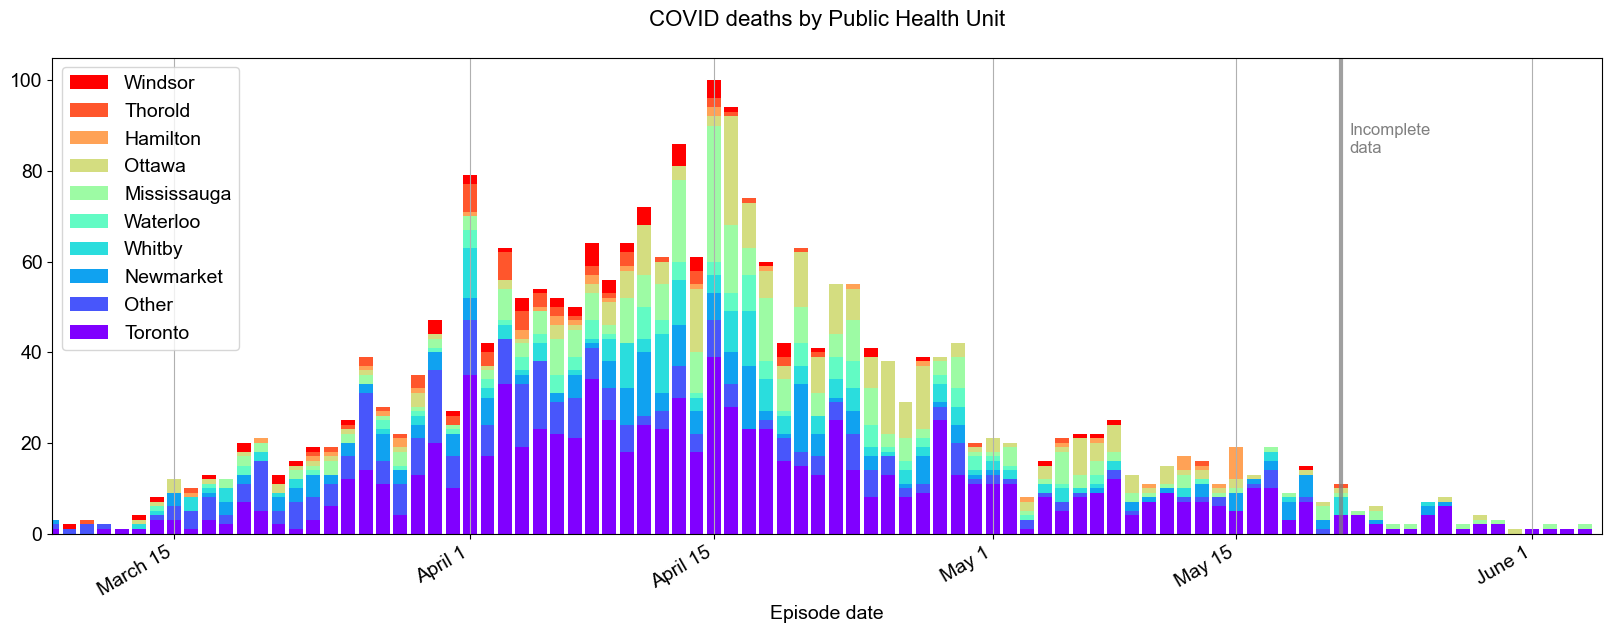 COVID deaths by Public Health Unit
100
80
60
40
20
0
Windsor
Thorold
Hamilton
Ottawa
Mississauga
Waterloo
Whitby
Newmarket
Other
Toronto
Incomplete
data
March 15
April 1
April 15
May 1
May 15
June 1
Episode date